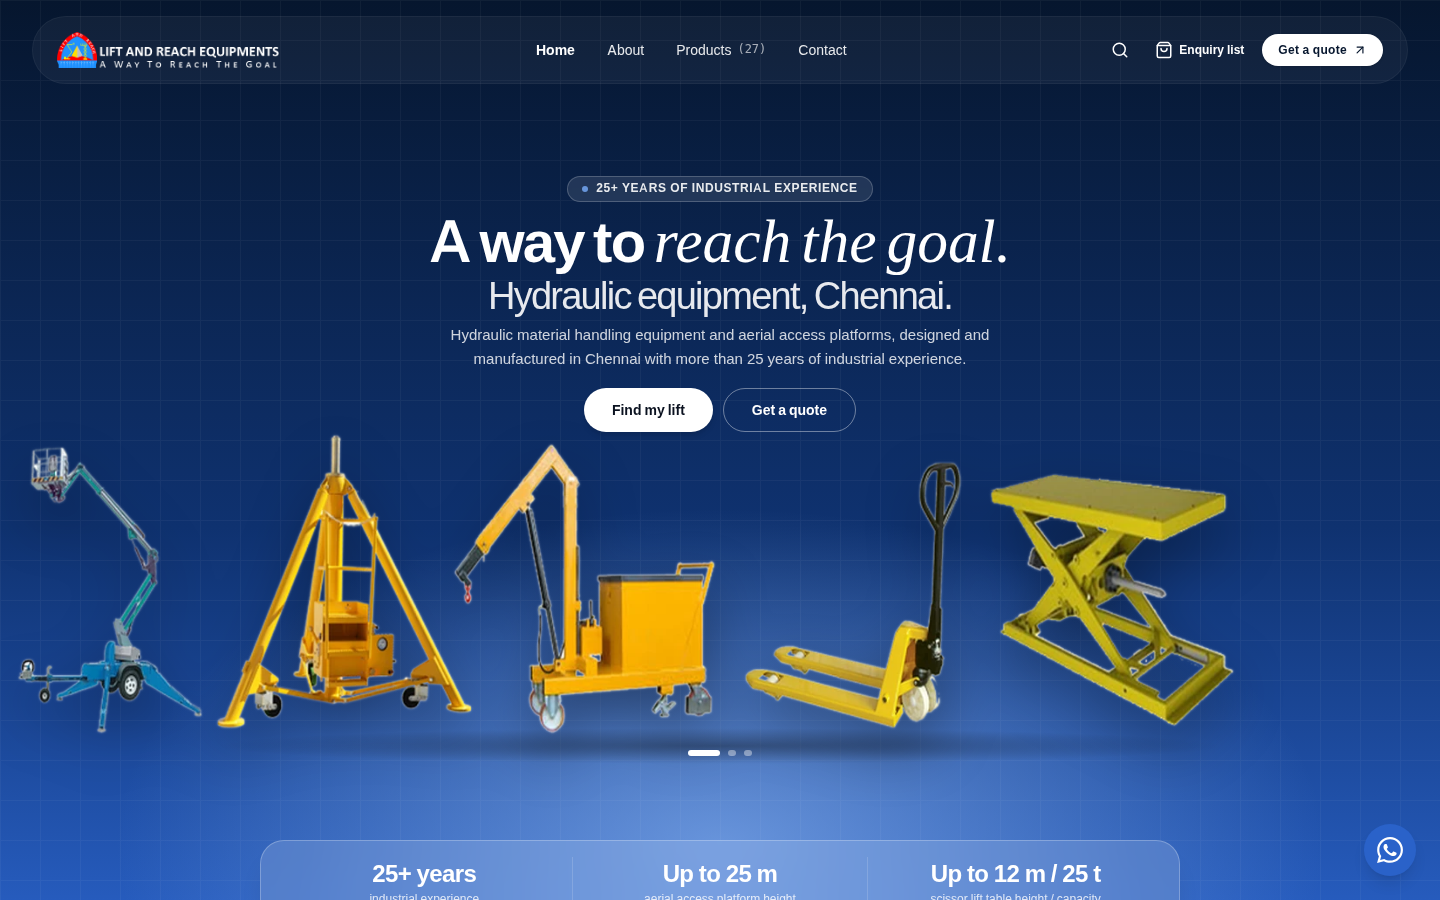 LIFT AND REACH EQUIPMENTS
A WAY TO REACH THE GOAL
Home About Products (27) Contact
Enquiry list
Get a quote
25+ YEARS OF INDUSTRIAL EXPERIENCE
A way to reach the goal.
Hydraulic equipment, Chennai.
Hydraulic material handling equipment and aerial access platforms, designed and
manufactured in Chennai with more than 25 years of industrial experience.
Find my lift Get a quote
25+ years Up to 25 m Up to 12 m / 25 t
industrial experience aerial access platform height scissor lift table height / capacity